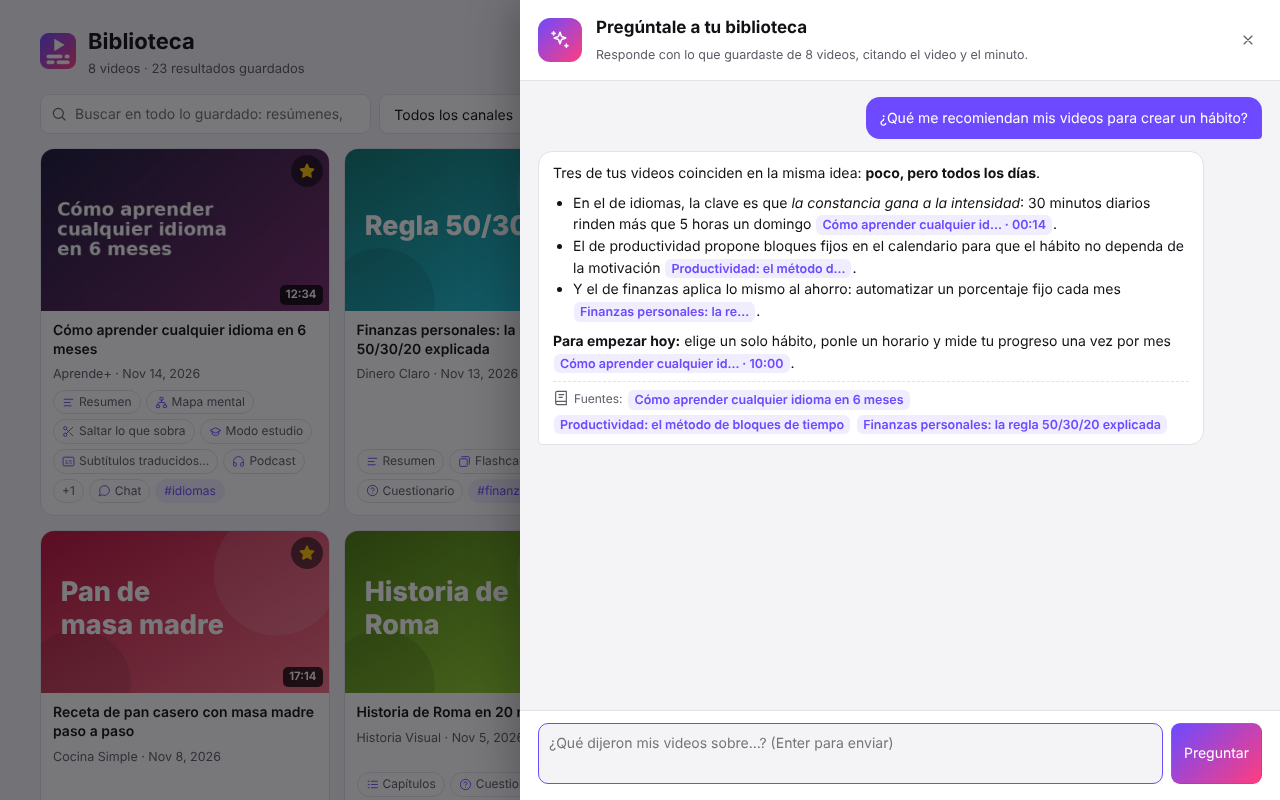 Biblioteca
8 videos · 23 resultados guardados
Buscar en todo lo guardado: resúmenes,
Todos los canales
Cómo aprender
cualquier idioma
en 6 meses
12:34
Cómo aprender cualquier idioma en 6
meses
Aprende+ · Nov 14, 2026
Resumen
Mapa mental
Saltar lo que sobra
Modo estudio
Subtítulos traducidos...
Podcast
+1
Chat
#idiomas
Regla 50/30
Finanzas personales: la
50/30/20 explicada
Dinero Claro · Nov 13, 2026
Resumen
Flashca
Cuestionario
#finanz
Pan de
masa madre
17:14
Receta de pan casero con masa madre
paso a paso
Cocina Simple · Nov 8, 2026
Historia de
Roma
Historia de Roma en 20
Historia Visual · Nov 5, 2026
Capítulos
Cuestio
Pregúntale a tu biblioteca
Responde con lo que guardaste de 8 videos, citando el video y el minuto.
¿Qué me recomiendan mis videos para crear un hábito?
Tres de tus videos coinciden en la misma idea: poco, pero todos los días.
• En el de idiomas, la clave es que la constancia gana a la intensidad: 30 minutos diarios
rinden más que 5 horas un domingo Cómo aprender cualquier id... · 00:14 .
• El de productividad propone bloques fijos en el calendario para que el hábito no dependa de
la motivación Productividad: el método d... .
• Y el de finanzas aplica lo mismo al ahorro: automatizar un porcentaje fijo cada mes
Finanzas personales: la re... .
Para empezar hoy: elige un solo hábito, ponle un horario y mide tu progreso una vez por mes
Cómo aprender cualquier id... · 10:00 .
Fuentes: Cómo aprender cualquier idioma en 6 meses
Productividad: el método de bloques de tiempo Finanzas personales: la regla 50/30/20 explicada
¿Qué dijeron mis videos sobre...? (Enter para enviar)
Preguntar